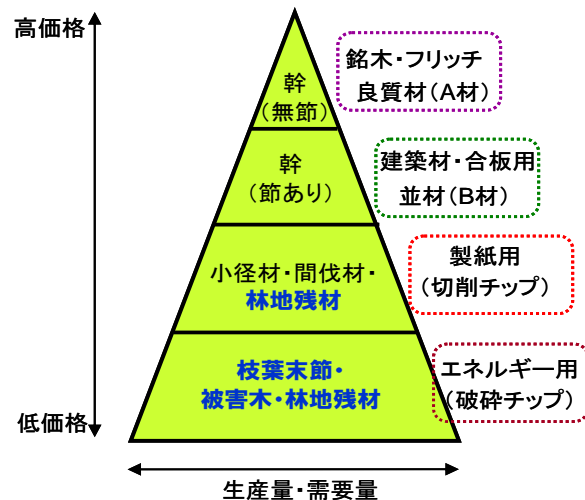 高価格
幹
(無節)
銘木・フリッチ
良質材(A材)
幹
(節あり)
建築材・合板用
並材(B材)
小径材・間伐材・
林地残材
製紙用
(切削チップ)
枝葉末節・
被害木・林地残材
エネルギー用
(破砕チップ)
低価格
生産量・需要量